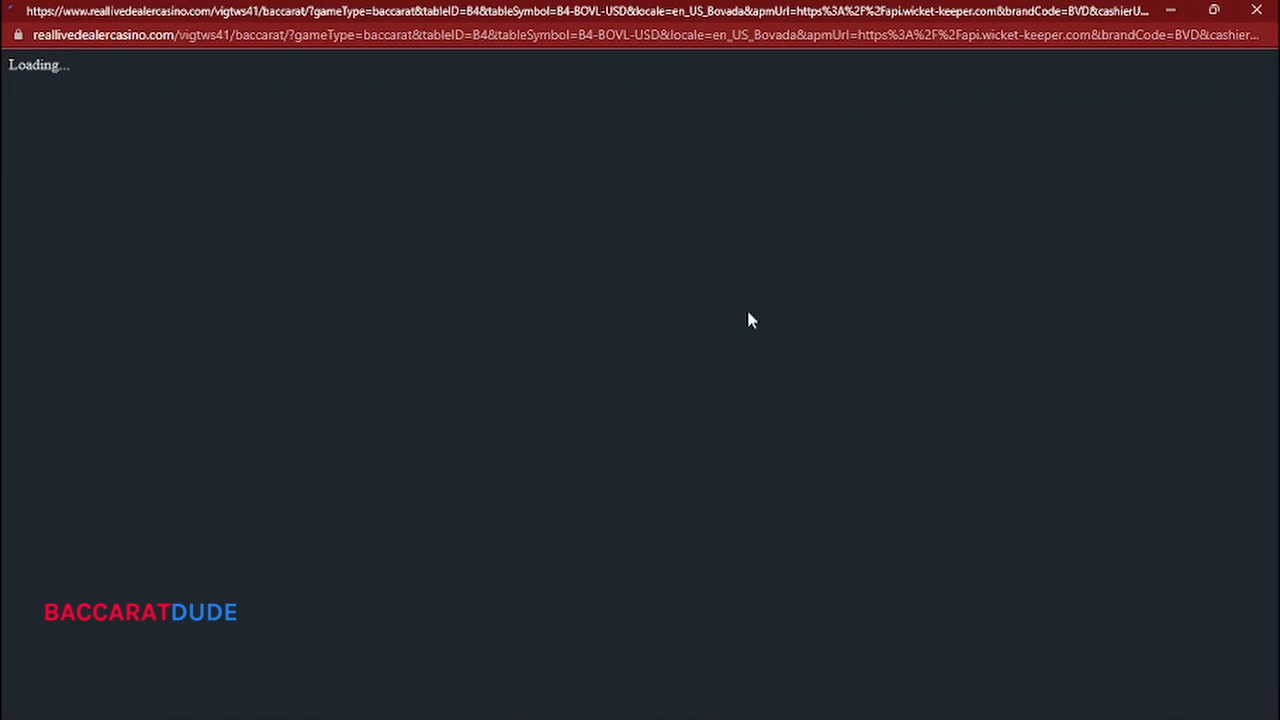 https://www.reallivedealercasino.com/vigtws41/baccarat/?gameType=baccarat&tableID=B4&tableSymbol=B4-BOVL-USD&locale=en_US_Bovada&apmUrl=https%3A%2F%2Fapi.wicket-keeper.com&brandCode=BVD&cashierU...
reallivedealercasino.com/vigtws41/baccarat/?gameType=baccarat&tableID=B4&tableSymbol=B4-BOVL-USD&locale=en_US_Bovada&apmUrl=https%3A%2F%2Fapi.wicket-keeper.com&brandCode=BVD&cashier...
Loading...
BACCARATDUDE